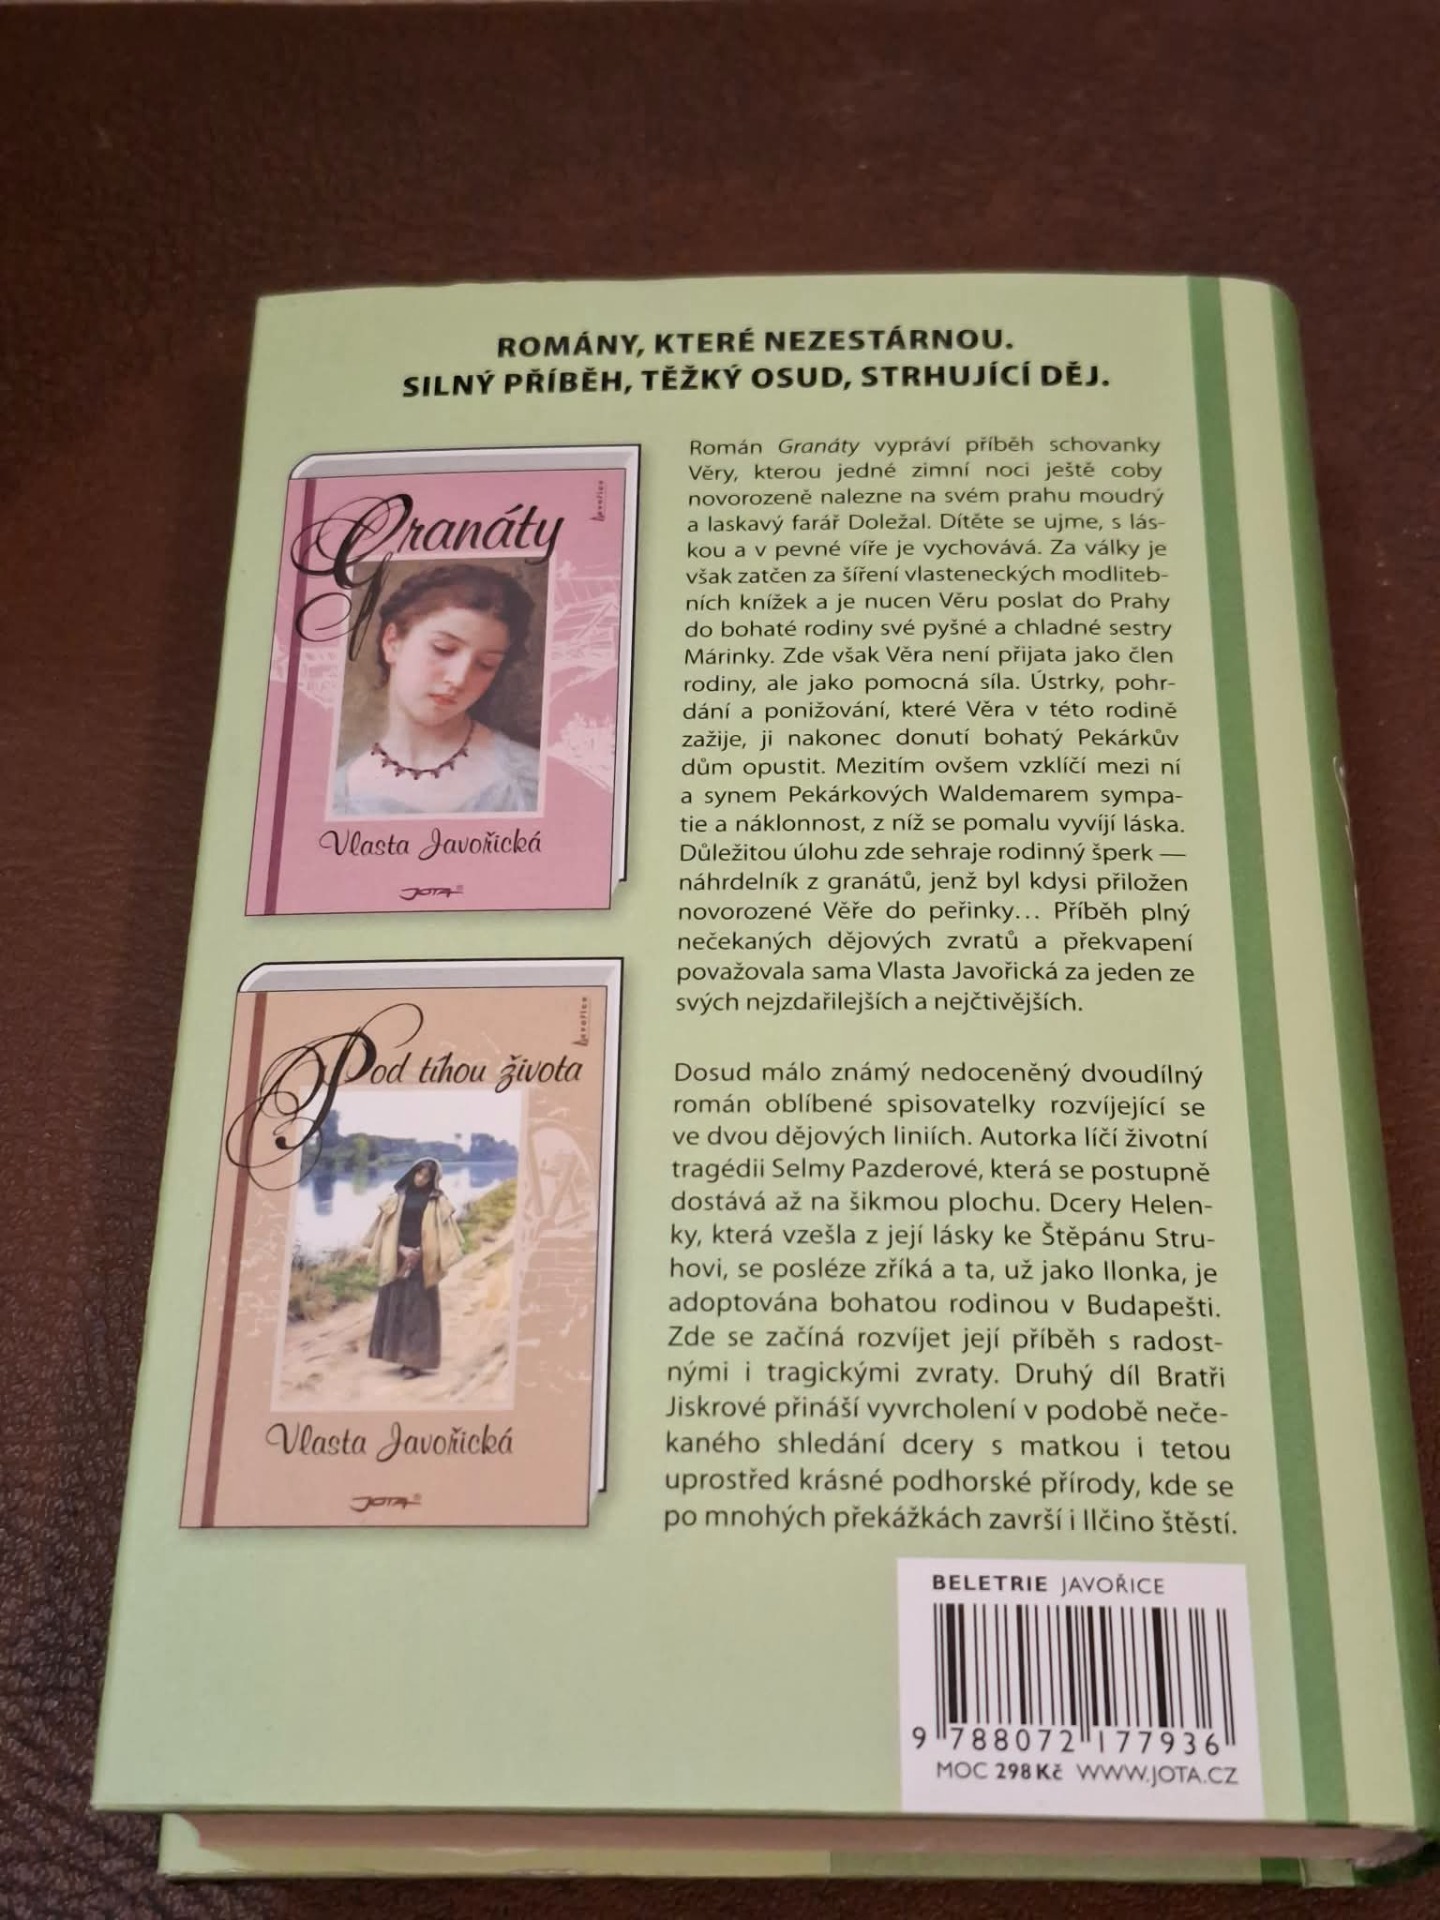 ROMÁNY, KTERÉ NEZESTÁRNOU.
SILNÝ PŘÍBĚH, TĚŽKÝ OSUD, STRHUJÍCÍ DĚJ.
Javořice
Granáty
Vlasta Javořická
JOTA®
Román Granáty vypráví příběh schovanky
Věry, kterou jedné zimní noci ještě coby
novorozeně nalezne na svém prahu moudrý
a laskavý farář Doležal. Dítěte se ujme, s lás-
kou a v pevné víře je vychovává. Za války je
však zatčen za šíření vlasteneckých modliteb-
ních knížek a je nucen Věru poslat do Prahy
do bohaté rodiny své pyšné a chladné sestry
Márinky. Zde však Věra není přijata jako člen
rodiny, ale jako pomocná síla. Ústrky, pohr-
dání a ponižování, které Věra v této rodině
zažije, ji nakonec donutí bohatý Pekárkův
dům opustit. Mezitím ovšem vzklíčí mezi ní
a synem Pekárkových Waldemarem sympa-
tie a náklonnost, z níž se pomalu vyvíjí láska.
Důležitou úlohu zde sehraje rodinný šperk —
náhrdelník z granátů, jenž byl kdysi přiložen
novorozené Věře do peřinky... Příběh plný
nečekaných dějových zvratů a překvapení
považovala sama Vlasta Javořická za jeden ze
svých nejzdařilejších a nejčtivějších.
Javořice
Pod tíhou života
Vlasta Javořická
JOTA®
Dosud málo známý nedoceněný dvoudílný
román oblíbené spisovatelky rozvíjející se
ve dvou dějových liniích. Autorka líčí životní
tragédii Selmy Pazderové, která se postupně
dostává až na šikmou plochu. Dcery Helen-
ky, která vzešla z její lásky ke Štěpánu Stru-
hovi, se posléze zříká a ta, už jako Ilonka, je
adoptována bohatou rodinou v Budapešti.
Zde se začíná rozvíjet její příběh s radost-
nými i tragickými zvraty. Druhý díl Bratři
Jiskrové přináší vyvrcholení v podobě neče-
kaného shledání dcery s matkou i tetou
uprostřed krásné podhorské přírody, kde se
po mnohých překážkách završí i Ilčino štěstí.
BELETRIE JAVOŘICE
9 788072 177936
MOC 298 Kč WWW.JOTA.CZ